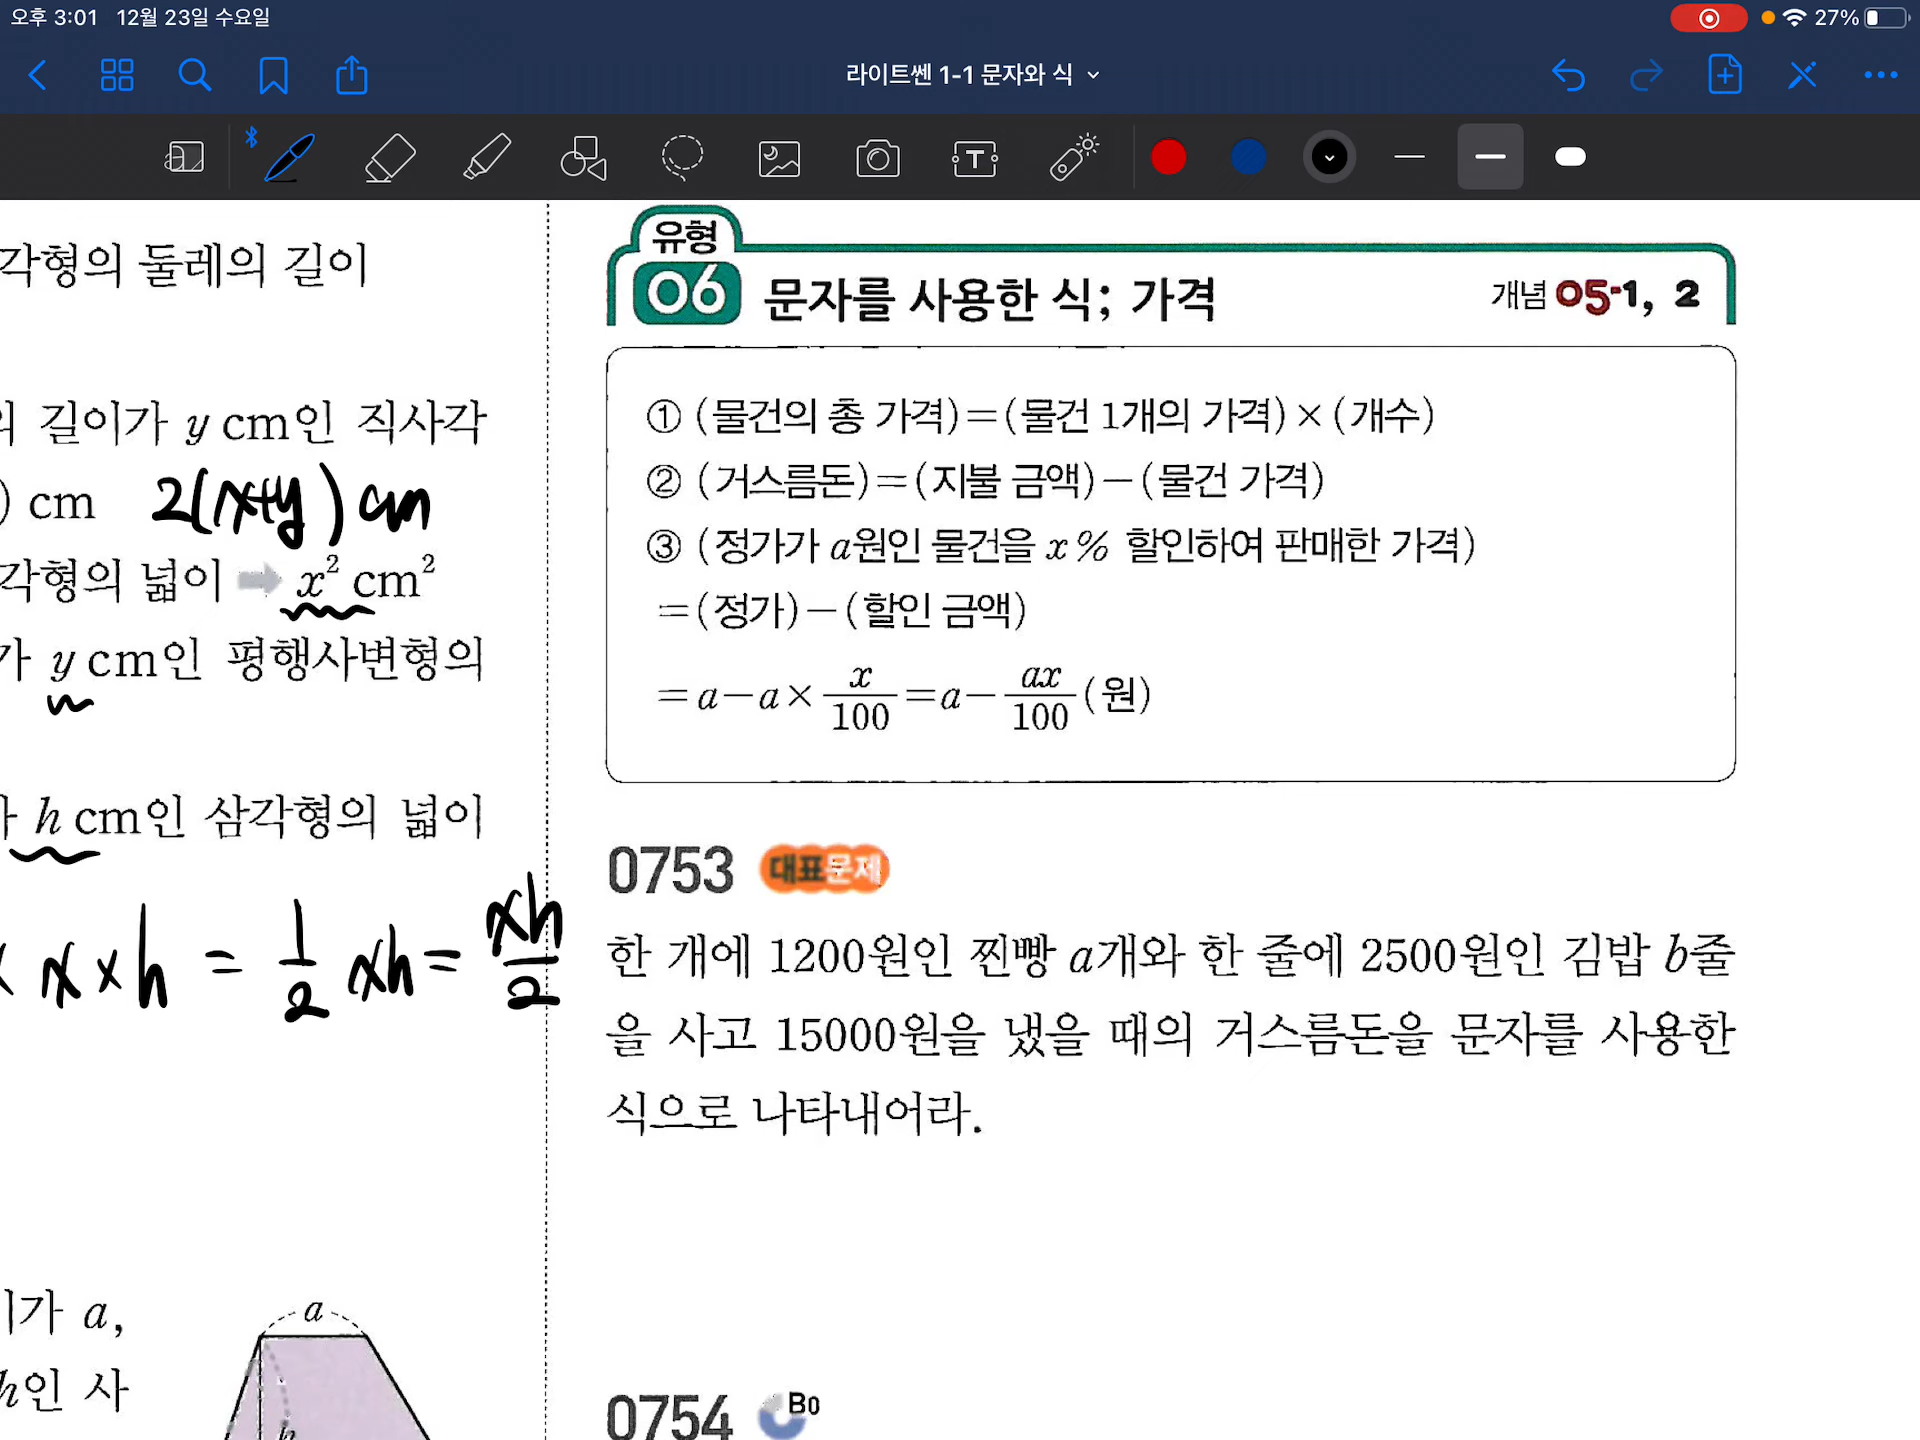 오후 3:01 12월 23일 수요일
27%
라이트쎈 1-1 문자와 식
각형의 둘레의 길이
길이가 y cm인 직사각
) cm 2(x+y) cm
각형의 넓이 ➡ x² cm²
가 y cm인 평행사변형의
h cm인 삼각형의 넓이
x × h = 1/2 xh = xh/2
이가 a,
h인 사
a
h
유형
06 문자를 사용한 식; 가격 개념 05-1, 2
① (물건의 총 가격)=(물건 1개의 가격)×(개수)
② (거스름돈)=(지불 금액)-(물건 가격)
③ (정가가 a원인 물건을 x% 할인하여 판매한 가격)
=(정가)-(할인 금액)
=a-a×x/100=a-ax/100(원)
0753 대표문제
한 개에 1200원인 찐빵 a개와 한 줄에 2500원인 김밥 b줄
을 사고 15000원을 냈을 때의 거스름돈을 문자를 사용한
식으로 나타내어라.
0754 B0